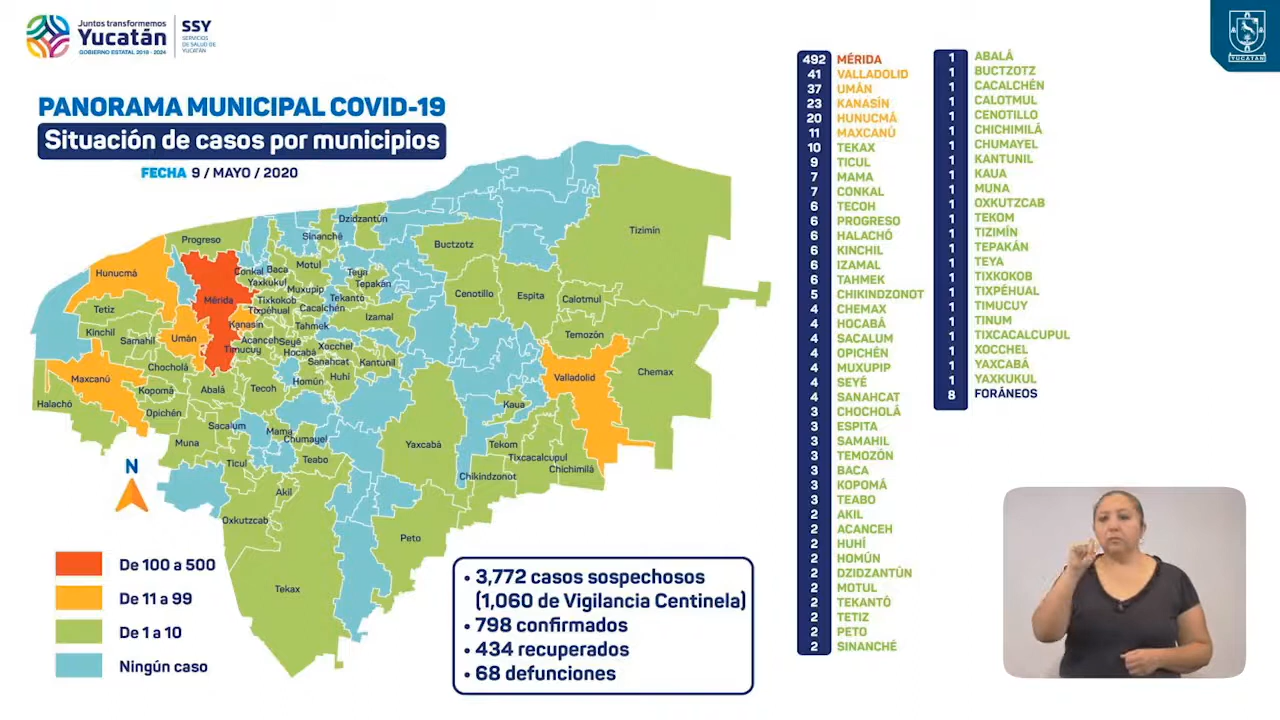 Juntos transformemos
Yucatán
GOBIERNO ESTATAL 2018 - 2024
SSY
SERVICIOS
DE SALUD DE
YUCATÁN
YUCATÁN
PANORAMA MUNICIPAL COVID-19
Situación de casos por municipios
FECHA 9 / MAYO / 2020
Dzidzantún
Progreso
Sinanché
Tizimín
Buctzotz
Hunucmá
Conkal
Baca
Motul
Teya
Yaxkukul
Muxupip
Tepakán
Mérida
Tixkokob
Tekantó
Cenotillo
Espita
Calotmul
Tetiz
Tixpéhual
Cacalchén
Izamal
Kanasín
Tahmek
Kinchil
Samahil
Umán
Acanceh
Seyé
Xocchel
Temozón
Timucuy
Hocabá
Sanahcat
Kantunil
Chocholá
Maxcanú
Homún
Huhí
Valladolid
Chemax
Kopomá
Abalá
Tecoh
Halachó
Opichén
Kaua
Sacalum
Mama
Chumayel
Muna
Yaxcabá
Tekom
Tixcacalcupul
Ticul
Teabo
Chichimilá
Chikindzonot
Akil
Oxkutzcab
Peto
Tekax
N
De 100 a 500
De 11 a 99
De 1 a 10
Ningún caso
• 3,772 casos sospechosos
(1,060 de Vigilancia Centinela)
• 798 confirmados
• 434 recuperados
• 68 defunciones
492 MÉRIDA
41 VALLADOLID
37 UMÁN
23 KANASÍN
20 HUNUCMÁ
11 MAXCANÚ
10 TEKAX
9 TICUL
7 MAMA
7 CONKAL
6 TECOH
6 PROGRESO
6 HALACHÓ
6 KINCHIL
6 IZAMAL
6 TAHMEK
5 CHIKINDZONOT
4 CHEMAX
4 HOCABÁ
4 SACALUM
4 OPICHÉN
4 MUXUPIP
4 SEYÉ
4 SANAHCAT
3 CHOCHOLÁ
3 ESPITA
3 SAMAHIL
3 TEMOZÓN
3 BACA
3 KOPOMÁ
3 TEABO
2 AKIL
2 ACANCEH
2 HUHÍ
2 HOMÚN
2 DZIDZANTÚN
2 MOTUL
2 TEKANTÓ
2 TETIZ
2 PETO
2 SINANCHÉ
1 ABALÁ
1 BUCTZOTZ
1 CACALCHÉN
1 CALOTMUL
1 CENOTILLO
1 CHICHIMILÁ
1 CHUMAYEL
1 KANTUNIL
1 KAUA
1 MUNA
1 OXKUTZCAB
1 TEKOM
1 TIZIMÍN
1 TEPAKÁN
1 TEYA
1 TIXKOKOB
1 TIXPÉHUAL
1 TIMUCUY
1 TINUM
1 TIXCACALCUPUL
1 XOCCHEL
1 YAXCABÁ
1 YAXKUKUL
8 FORÁNEOS